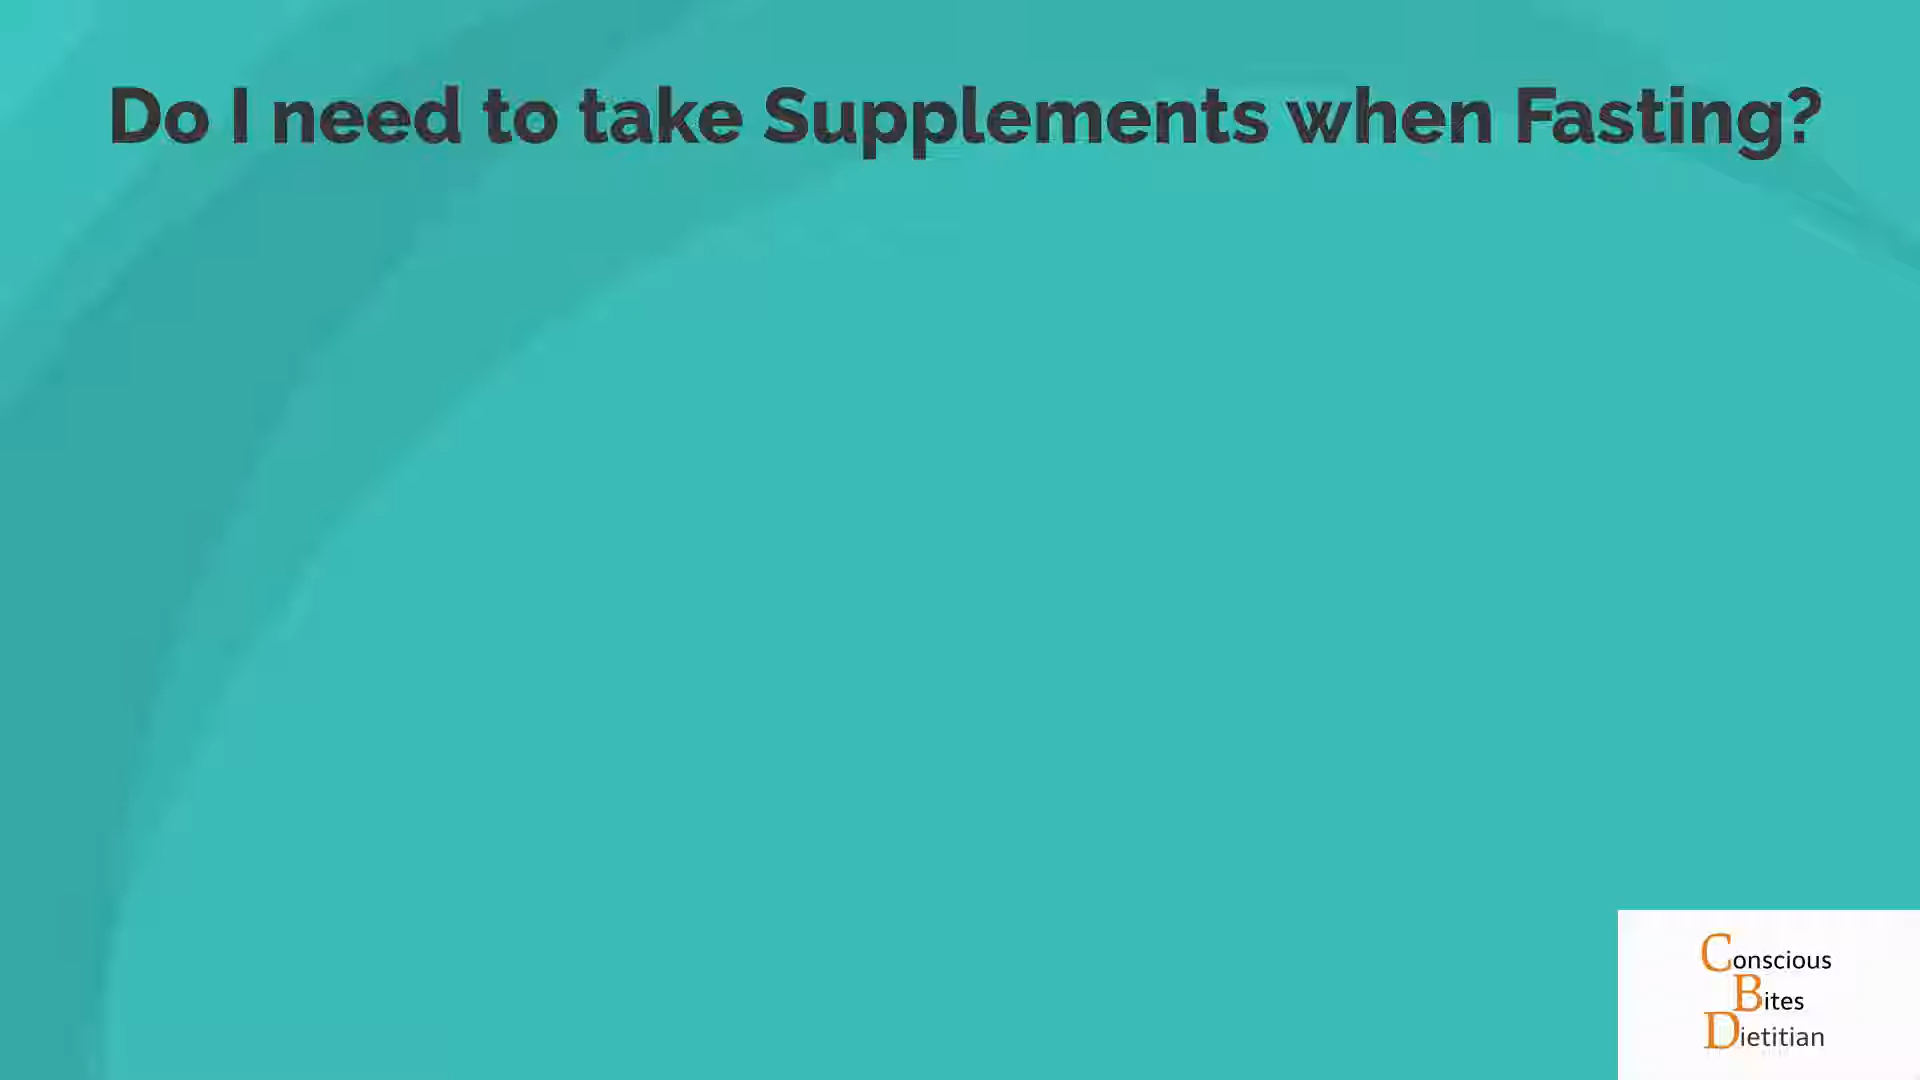 Do I need to take Supplements when Fasting?
Conscious
Bites
Dietitian